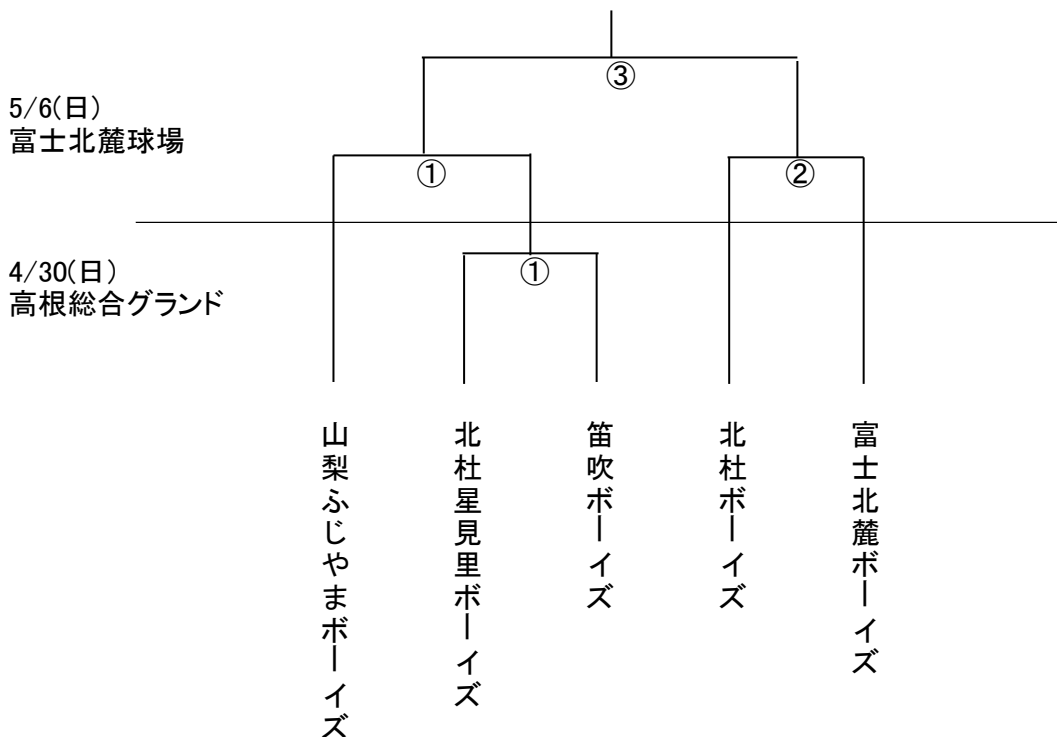 ③
5/6(日)
富士北麓球場
①
②
4/30(日)
高根総合グランド
①
山梨ふじやまボーイズ
北杜星見里ボーイズ
笛吹ボーイズ
北杜ボーイズ
富士北麓ボーイズ